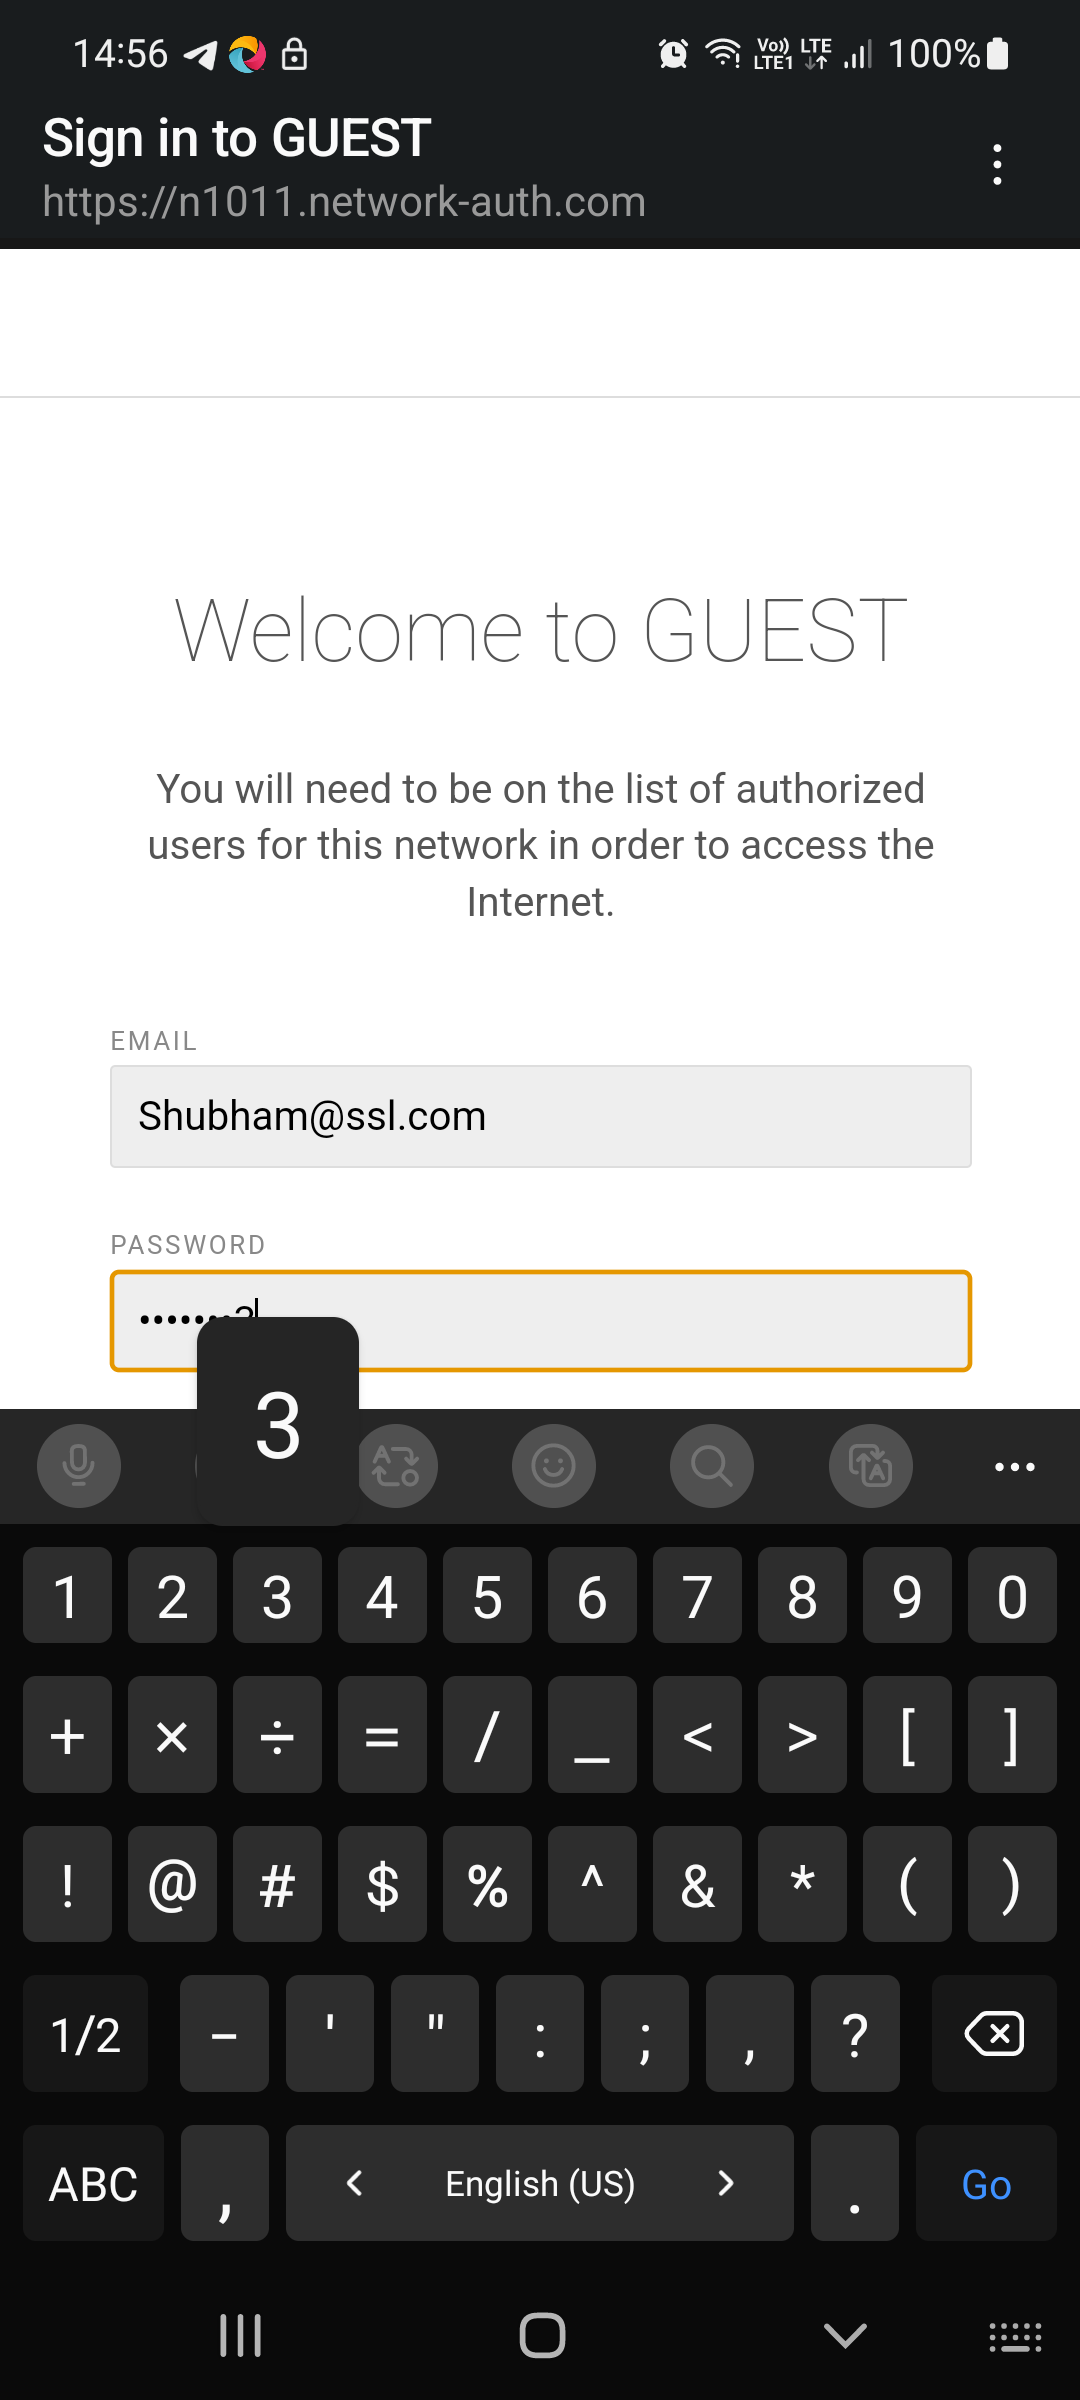 14:56 Vo)) LTE1 LTE 100%
Sign in to GUEST
https://n1011.network-auth.com
Welcome to GUEST
You will need to be on the list of authorized
users for this network in order to access the
Internet.
EMAIL
Shubham@ssl.com
PASSWORD
•••••••3
3
1 2 3 4 5 6 7 8 9 0
+ × ÷ = / _ < > [ ]
! @ # $ % ^ & * ( )
1/2 - ' " : ; , ?
ABC , < English (US) > . Go